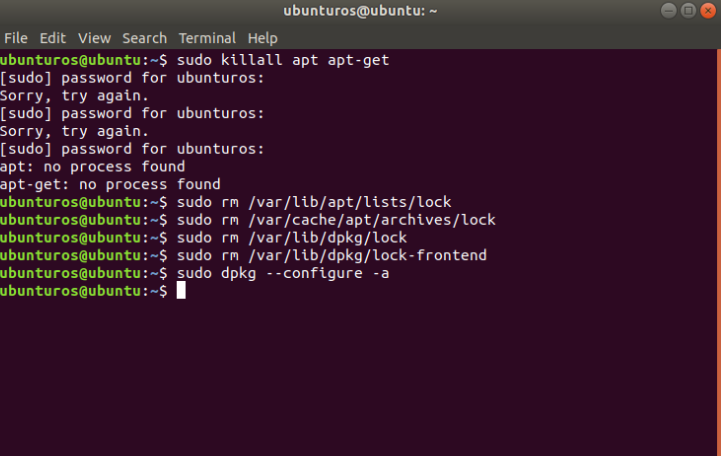 ubunturos@ubuntu: ~
File Edit View Search Terminal Help
ubunturos@ubuntu:~$ sudo killall apt apt-get
[sudo] password for ubunturos:
Sorry, try again.
[sudo] password for ubunturos:
Sorry, try again.
[sudo] password for ubunturos:
apt: no process found
apt-get: no process found
ubunturos@ubuntu:~$ sudo rm /var/lib/apt/lists/lock
ubunturos@ubuntu:~$ sudo rm /var/cache/apt/archives/lock
ubunturos@ubuntu:~$ sudo rm /var/lib/dpkg/lock
ubunturos@ubuntu:~$ sudo rm /var/lib/dpkg/lock-frontend
ubunturos@ubuntu:~$ sudo dpkg --configure -a
ubunturos@ubuntu:~$